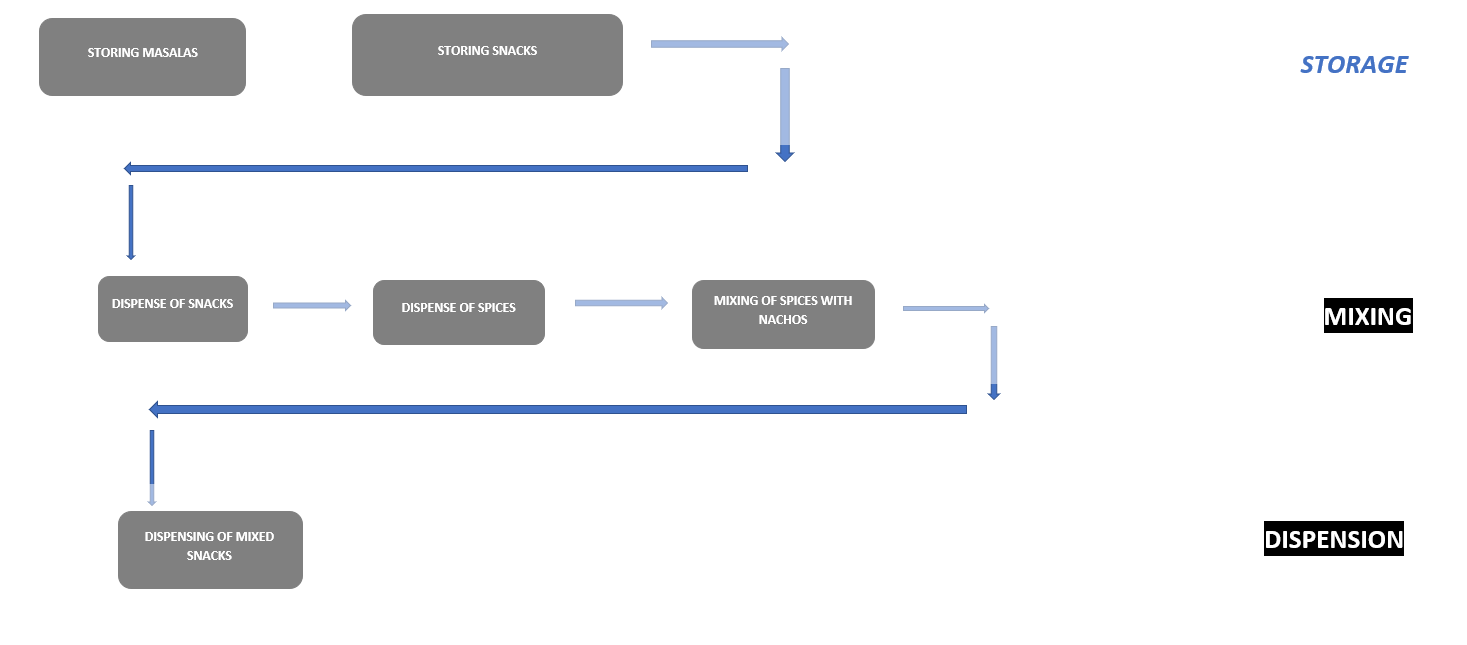 STORING MASALAS
STORING SNACKS
STORAGE
DISPENSE OF SNACKS
DISPENSE OF SPICES
MIXING OF SPICES WITH
NACHOS
MIXING
DISPENSING OF MIXED
SNACKS
DISPENSION